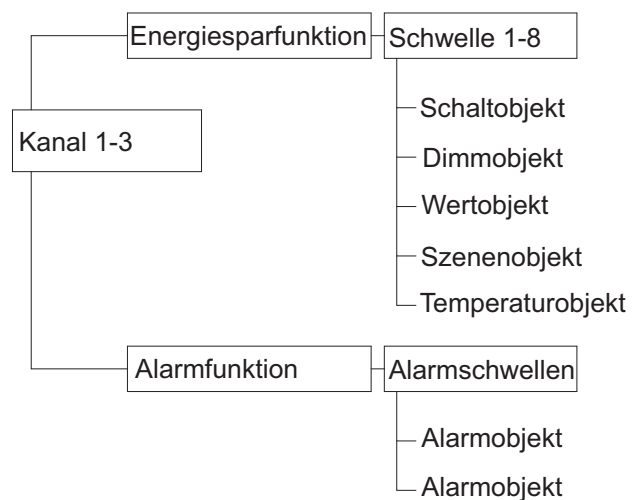 Energiesparfunktion
Schwelle 1-8
Schaltobjekt
Kanal 1-3
Dimmobjekt
Wertobjekt
Szenenobjekt
Temperaturobjekt
Alarmfunktion
Alarmschwellen
Alarmobjekt
Alarmobjekt